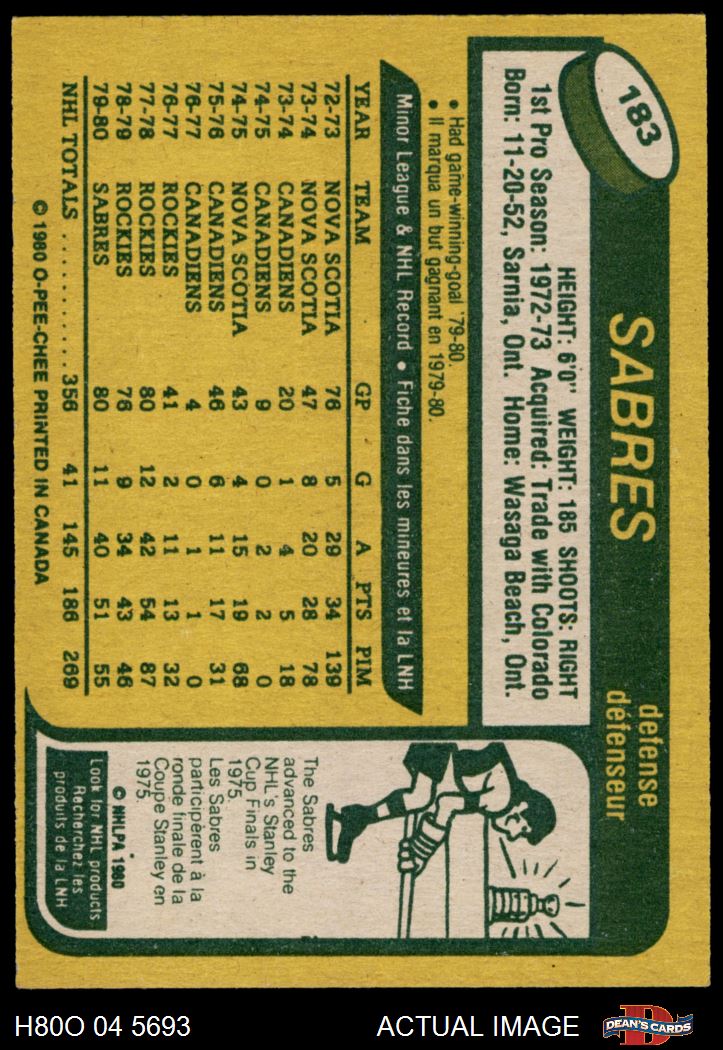 183
SABRES
defense
défenseur
HEIGHT: 6'0" WEIGHT: 185 SHOOTS: RIGHT
1st Pro Season: 1972-73 Acquired: Trade with Colorado
Born: 11-20-52, Sarnia, Ont. Home: Wasaga Beach, Ont.
• Had game-winning-goal '79-80.
• Il marqua un but gagnant en 1979-80.
Minor League & NHL Record • Fiche dans les mineures et la LNH
YEAR TEAM GP G A PTS PIM
72-73 NOVA SCOTIA 76 5 29 34 139
73-74 NOVA SCOTIA 47 8 20 28 78
73-74 CANADIENS 20 1 4 5 18
74-75 CANADIENS 9 0 2 2 0
74-75 NOVA SCOTIA 43 4 15 19 68
75-76 CANADIENS 46 6 11 17 31
76-77 CANADIENS 4 0 1 1 0
76-77 ROCKIES 41 2 11 13 32
77-78 ROCKIES 80 12 42 54 87
78-79 ROCKIES 76 9 34 43 46
79-80 SABRES 80 11 40 51 55
NHL TOTALS .......... 356 41 145 186 269
© 1980 O-PEE-CHEE PRINTED IN CANADA
The Sabres
advanced to the
NHL's Stanley
Cup Finals in
1975.
Les Sabres
participèrent à la
ronde finale de la
Coupe Stanley en
1975.
© NHLPA 1980
Look for NHL products
Recherchez les
produits de la LNH
H80O 04 5693
ACTUAL IMAGE
D
DEAN'S CARDS